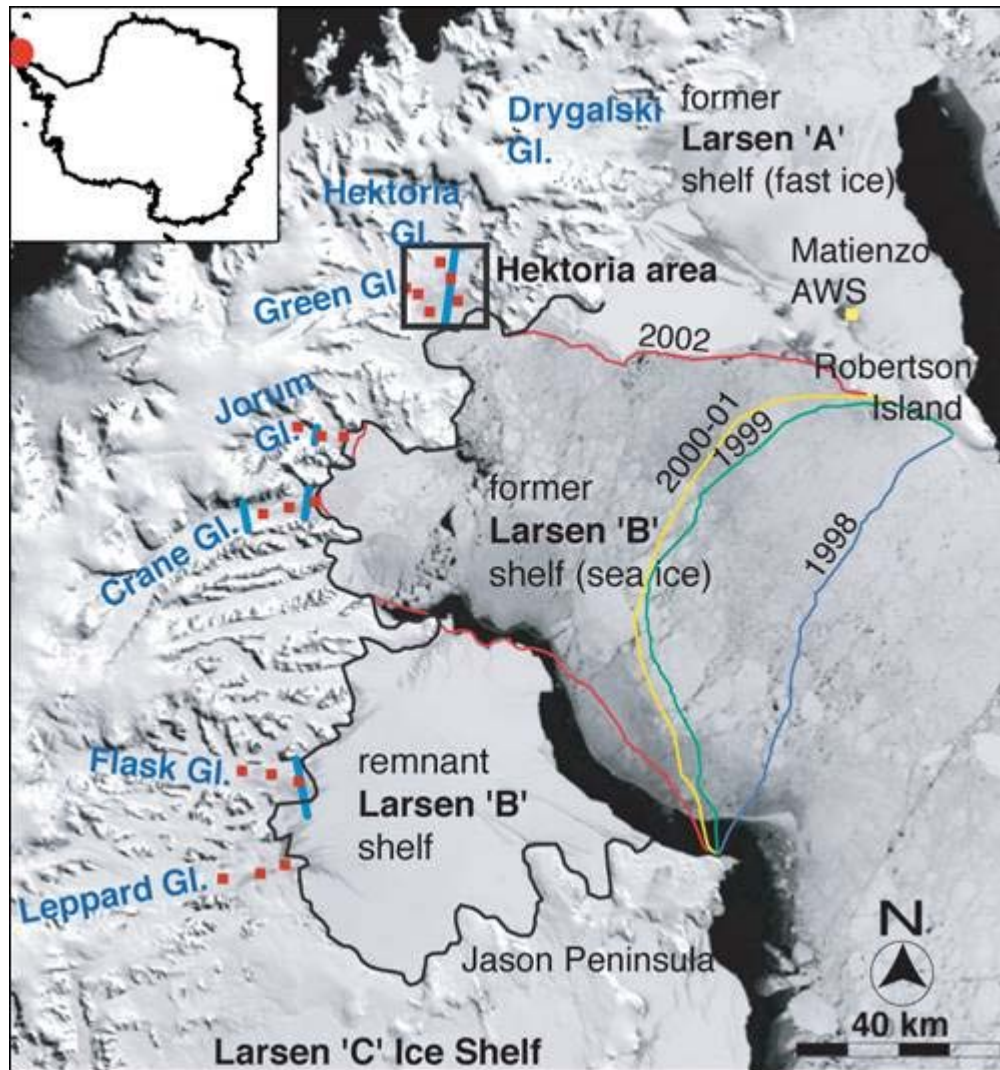 Drygalski
Gl.
former
Larsen 'A'
shelf (fast ice)
Hektoria
Gl.
Green Gl
Hektoria area
Matienzo
AWS
2002
Robertson
Island
Jorum
Gl.
2000-01
1999
1998
former
Larsen 'B'
shelf (sea ice)
Crane Gl.
Flask Gl.
remnant
Larsen 'B'
shelf
Leppard Gl.
Jason Peninsula
N
40 km
Larsen 'C' Ice Shelf